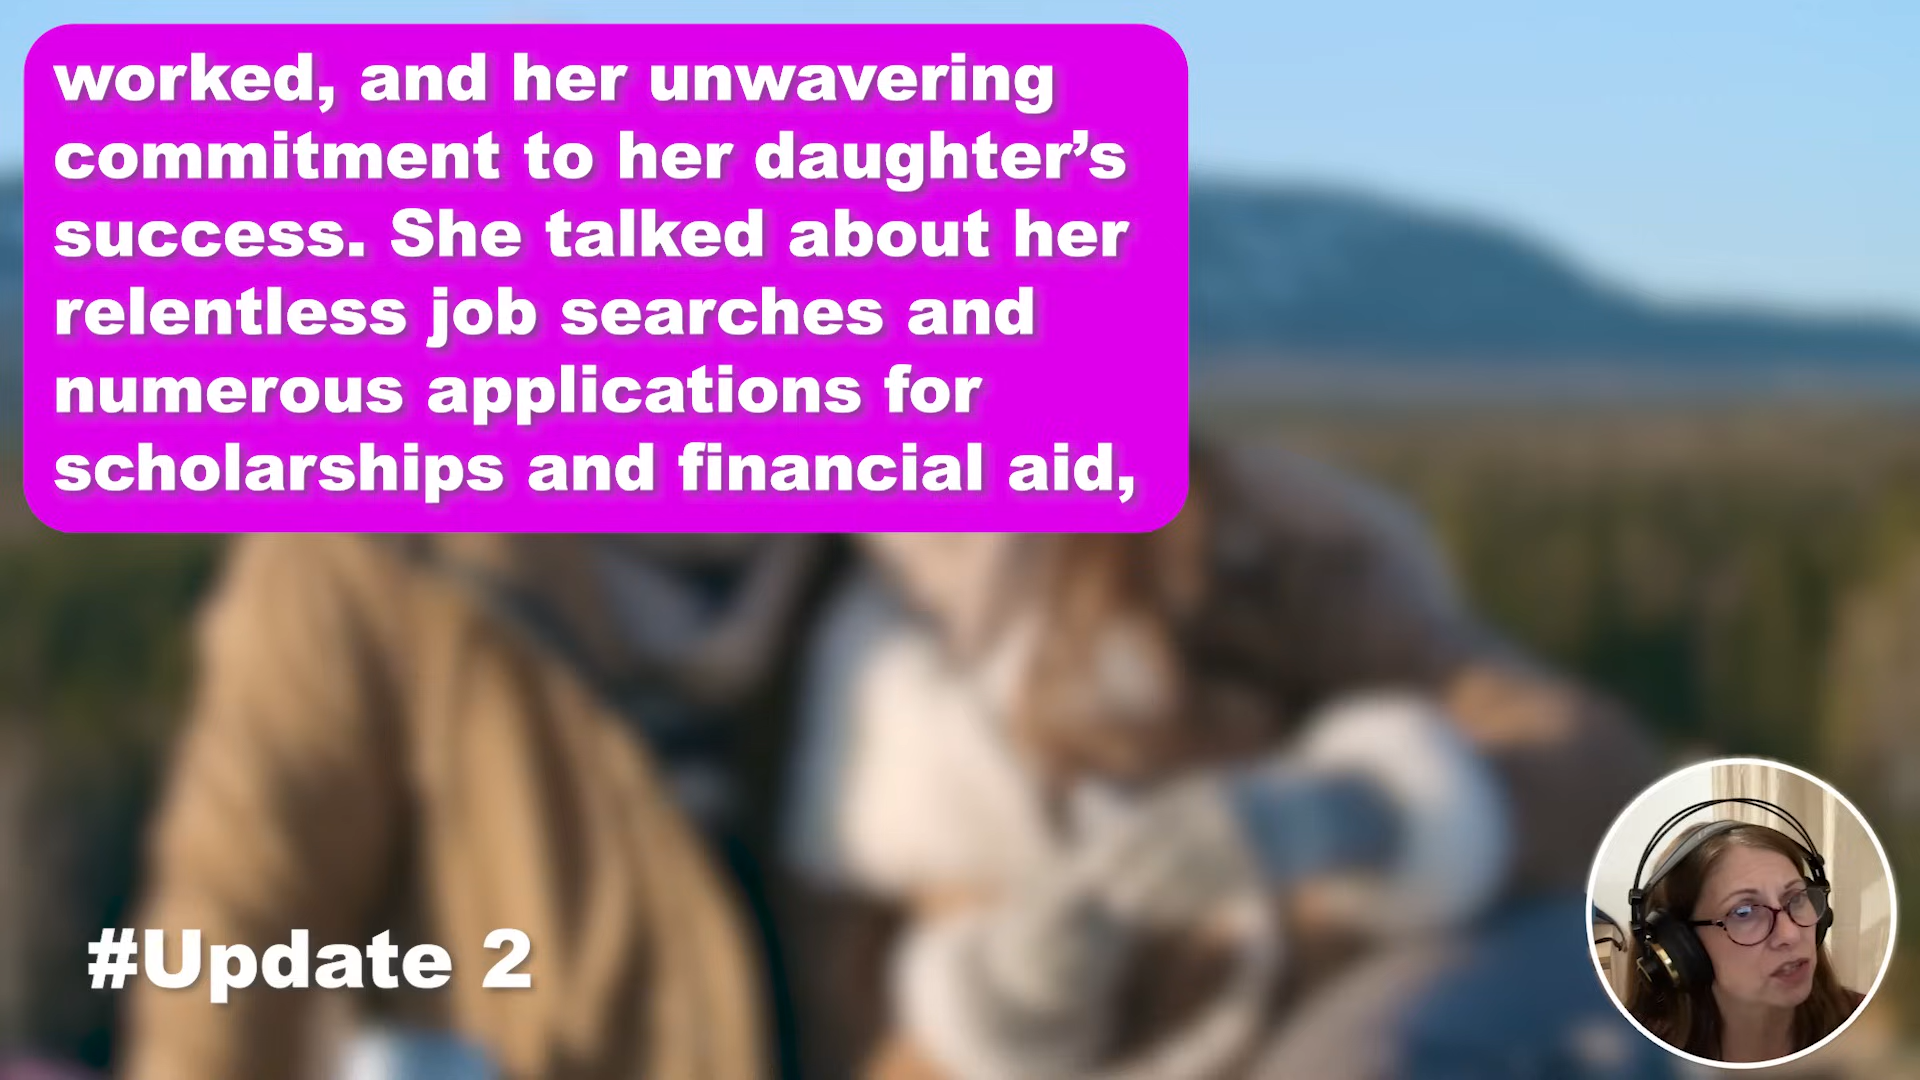 worked, and her unwavering
commitment to her daughter’s
success. She talked about her
relentless job searches and
numerous applications for
scholarships and financial aid,
#Update 2